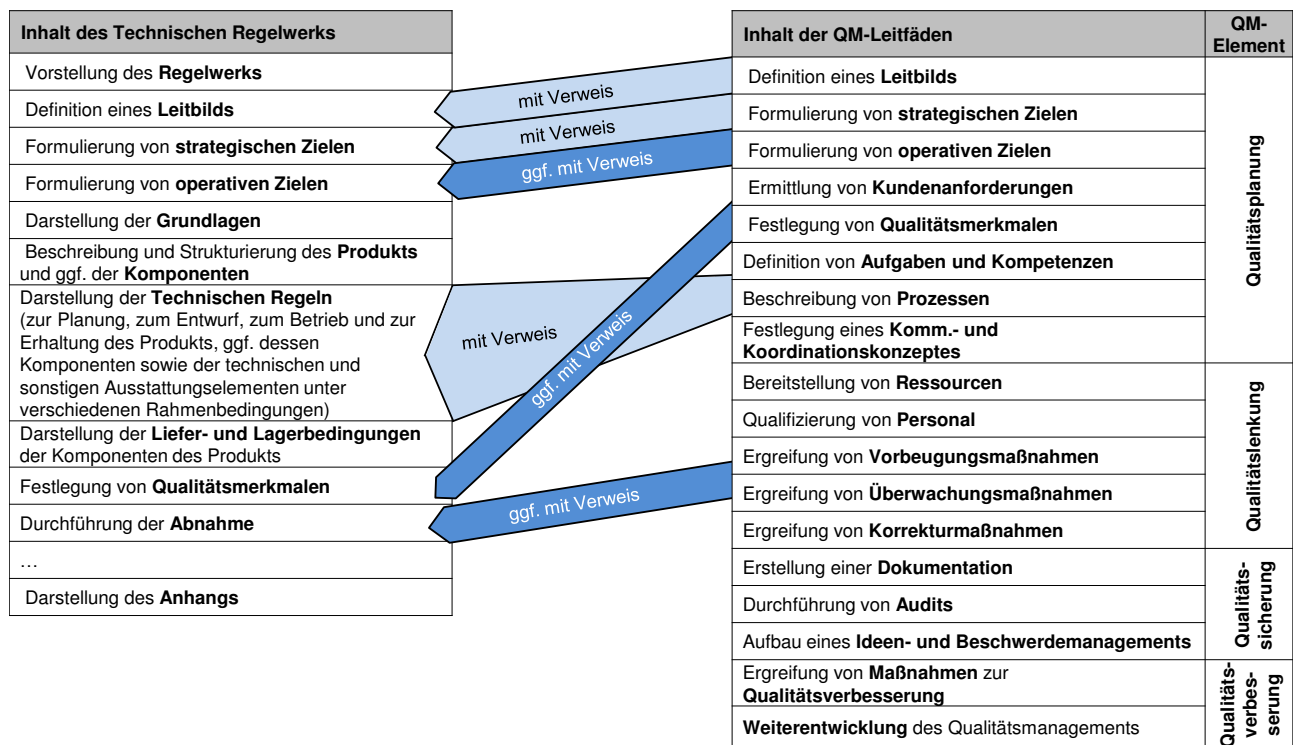 Inhalt des Technischen Regelwerks
Vorstellung des Regelwerks
Definition eines Leitbilds
Formulierung von strategischen Zielen
Formulierung von operativen Zielen
Darstellung der Grundlagen
Beschreibung und Strukturierung des Produkts
und ggf. der Komponenten
Darstellung der Technischen Regeln
(zur Planung, zum Entwurf, zum Betrieb und zur
Erhaltung des Produkts, ggf. dessen
Komponenten sowie der technischen und
sonstigen Ausstattungselementen unter
verschiedenen Rahmenbedingungen)
Darstellung der Liefer- und Lagerbedingungen
der Komponenten des Produkts
Festlegung von Qualitätsmerkmalen
Durchführung der Abnahme
…
Darstellung des Anhangs
mit Verweis
mit Verweis
ggf. mit Verweis
mit Verweis
ggf. mit Verweis
ggf. mit Verweis
Inhalt der QM-Leitfäden
QM-
Element
Definition eines Leitbilds
Formulierung von strategischen Zielen
Formulierung von operativen Zielen
Ermittlung von Kundenanforderungen
Festlegung von Qualitätsmerkmalen
Definition von Aufgaben und Kompetenzen
Beschreibung von Prozessen
Festlegung eines Komm.- und
Koordinationskonzeptes
Qualitätsplanung
Bereitstellung von Ressourcen
Qualifizierung von Personal
Ergreifung von Vorbeugungsmaßnahmen
Ergreifung von Überwachungsmaßnahmen
Ergreifung von Korrekturmaßnahmen
Qualitätslenkung
Erstellung einer Dokumentation
Durchführung von Audits
Aufbau eines Ideen- und Beschwerdemanagements
Qualitäts-
sicherung
Ergreifung von Maßnahmen zur
Qualitätsverbesserung
Weiterentwicklung des Qualitätsmanagements
Qualitäts-
verbes-
serung